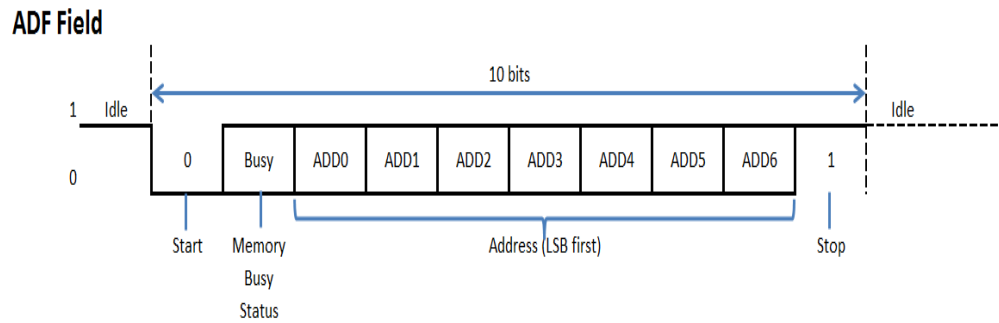 ADF Field
10 bits
1 Idle Idle
0 Busy ADD0 ADD1 ADD2 ADD3 ADD4 ADD5 ADD6 1
0
Start Memory Address (LSB first) Stop
Busy
Status